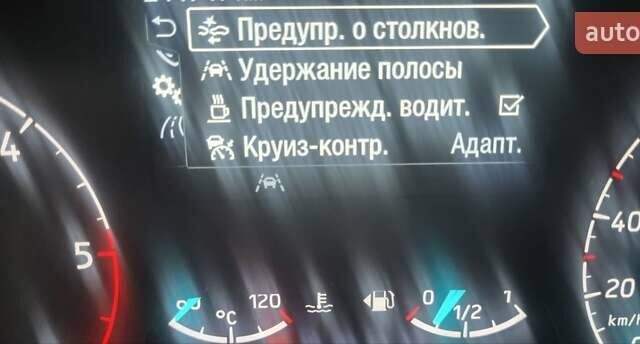 auto
Предупр. о столкнов.
Удержание полосы
Предупрежд. водит.
Круиз-контр. Адапт.
4
5
40
20
km/h
120
°C
0
1/2
1